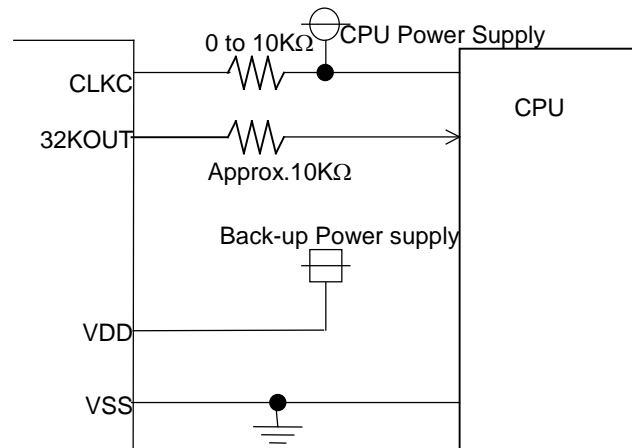 0 to 10KΩ
CPU Power Supply
CLKC
CPU
32KOUT
Approx.10KΩ
Back-up Power supply
VDD
VSS